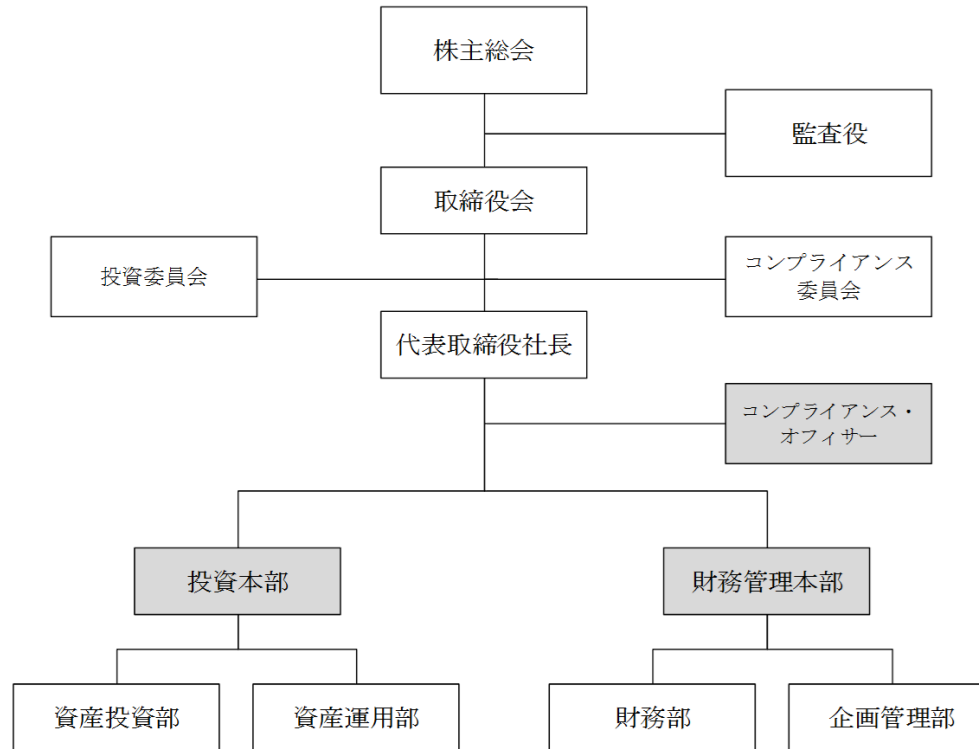 株主総会
監査役
取締役会
投資委員会
コンプライアンス
委員会
代表取締役社長
コンプライアンス・
オフィサー
投資本部
財務管理本部
資産投資部
資産運用部
財務部
企画管理部